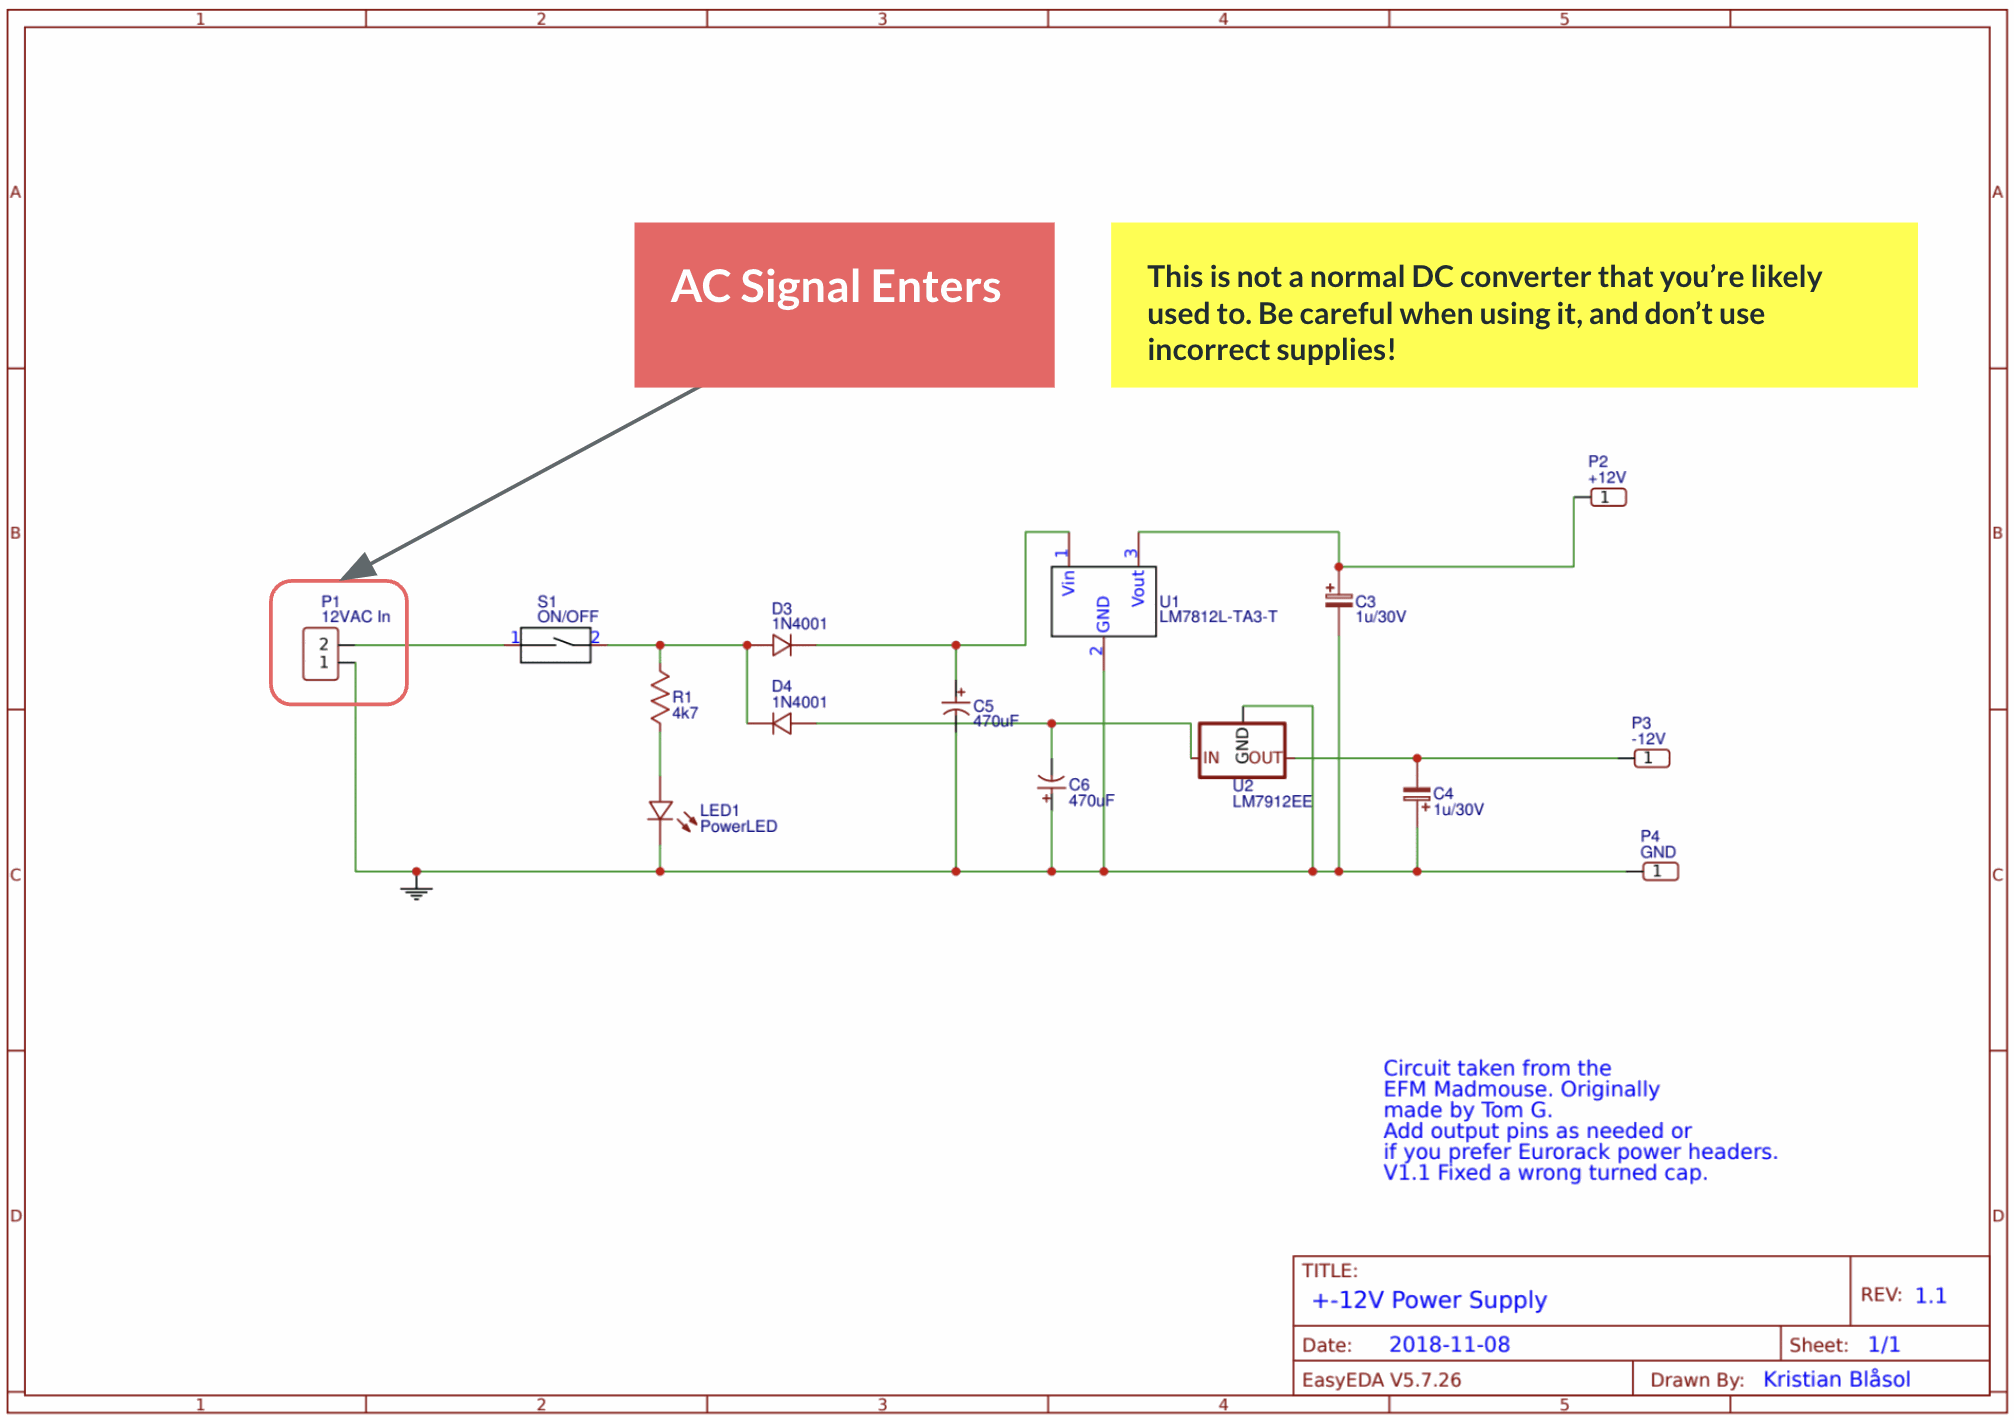 1 2 3 4 5
A A
AC Signal Enters
This is not a normal DC converter that you’re likely
used to. Be careful when using it, and don’t use
incorrect supplies!
P2
+12V
1
B B
1 3
Vin Vout
GND
2
U1
LM7812L-TA3-T
P1
12VAC In
2
1
S1
ON/OFF
1 2
D3
1N4001
C3
1u/30V
+
R1
4k7
D4
1N4001
+
C5
470uF
P3
-12V
1
GND
IN OUT
U2
LM7912EE
C6
470uF
+
C4
1u/30V
+
LED1
PowerLED
P4
GND
1
C C
Circuit taken from the
EFM Madmouse. Originally
made by Tom G.
Add output pins as needed or
if you prefer Eurorack power headers.
V1.1 Fixed a wrong turned cap.
D D
TITLE:
+-12V Power Supply
REV: 1.1
Date: 2018-11-08
Sheet: 1/1
EasyEDA V5.7.26
Drawn By: Kristian Blåsol
1 2 3 4 5